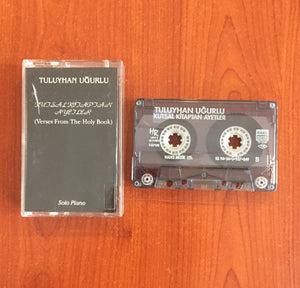 TULUYHAN UĞURLU
KUTSAL KİTAPTAN
AYETLER
(Verses From The Holy Book)
Solo Piano
TULUYHAN UĞURLU
KUTSAL KİTAPTAN AYETLER
B